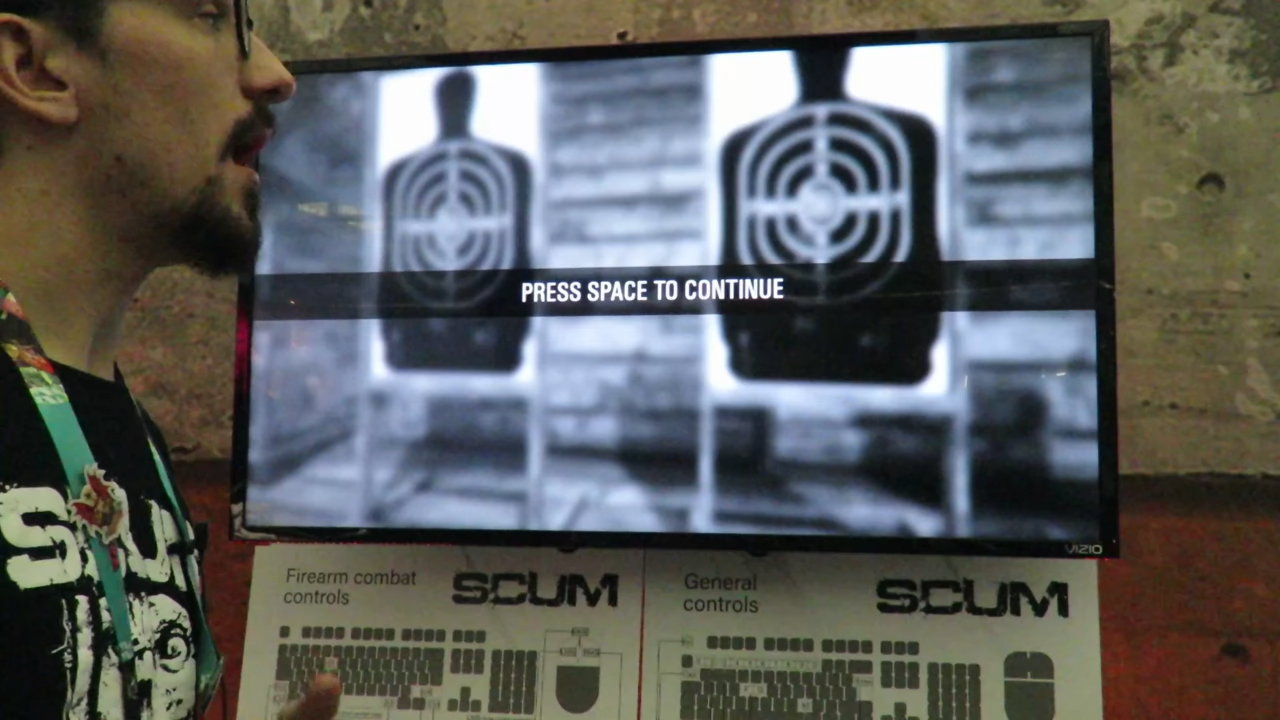 PRESS SPACE TO CONTINUE
VIZIO
Firearm combat
controls
SCUM
General
controls
SCUM